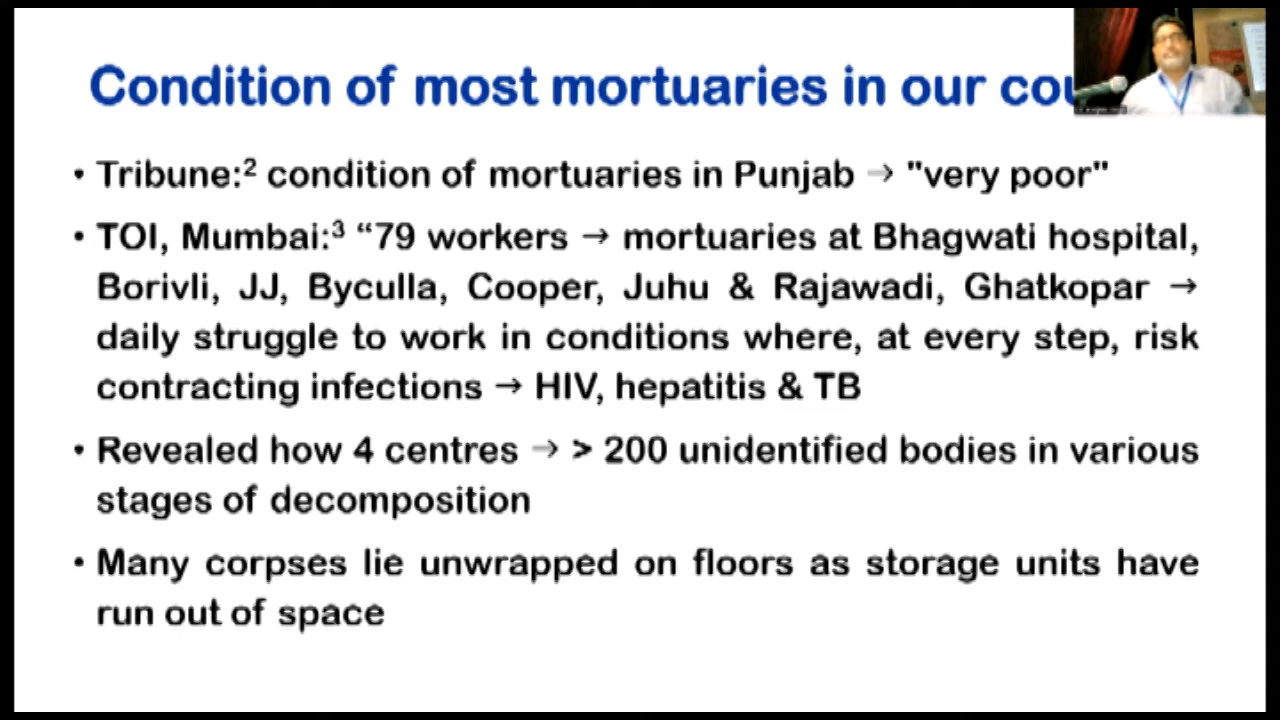 Condition of most mortuaries in our cou
• Tribune:² condition of mortuaries in Punjab → "very poor"
• TOI, Mumbai:³ “79 workers → mortuaries at Bhagwati hospital,
Borivli, JJ, Byculla, Cooper, Juhu & Rajawadi, Ghatkopar →
daily struggle to work in conditions where, at every step, risk
contracting infections → HIV, hepatitis & TB
• Revealed how 4 centres → > 200 unidentified bodies in various
stages of decomposition
• Many corpses lie unwrapped on floors as storage units have
run out of space